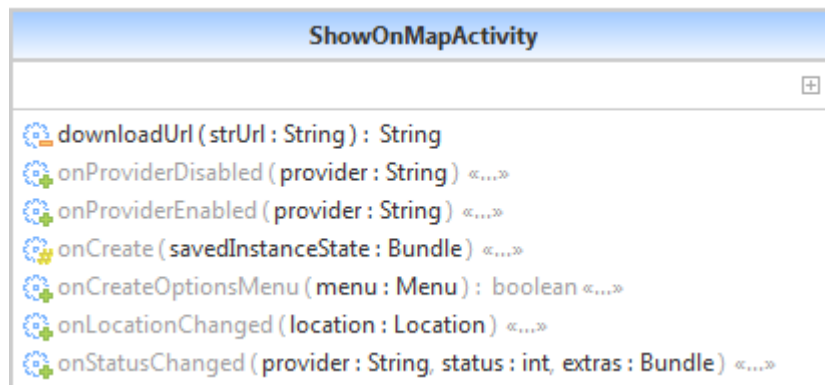 ShowOnMapActivity
downloadUrl ( strUrl : String ) : String
onProviderDisabled ( provider : String ) «...»
onProviderEnabled ( provider : String ) «...»
onCreate ( savedInstanceState : Bundle ) «...»
onCreateOptionsMenu ( menu : Menu ) : boolean «...»
onLocationChanged ( location : Location ) «...»
onStatusChanged ( provider : String, status : int, extras : Bundle ) «...»